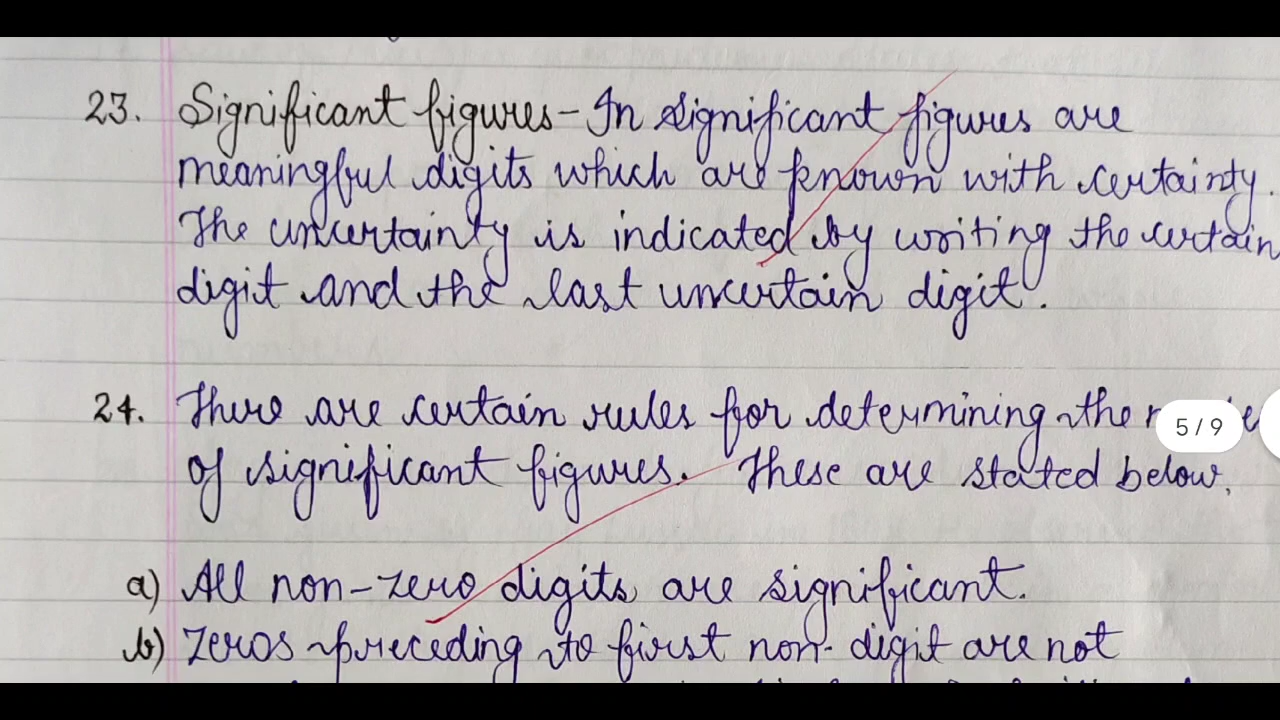 23. Significant figures - In significant figures are
meaningful digits which are known with certainty.
The uncertainty is indicated by writing the certain
digit and the last uncertain digit.
24. There are certain rules for determining the
5 / 9
of significant figures. These are stated below.
a) All non-zero digits are significant.
b) Zeros preceding to first non-digit are not